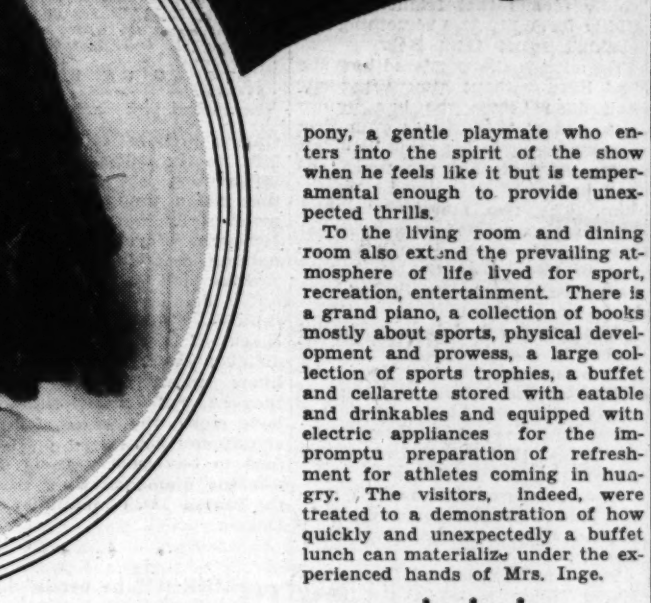 pony, a gentle playmate who en-
ters into the spirit of the show
when he feels like it but is temper-
amental enough to provide unex-
pected thrills.
To the living room and dining
room also extend the prevailing at-
mosphere of life lived for sport,
recreation, entertainment. There is
a grand piano, a collection of books
mostly about sports, physical devel-
opment and prowess, a large col-
lection of sports trophies, a buffet
and cellarette stored with eatable
and drinkables and equipped with
electric appliances for the im-
promptu preparation of refresh-
ment for athletes coming in hun-
gry. The visitors, indeed, were
treated to a demonstration of how
quickly and unexpectedly a buffet
lunch can materialize under the ex-
perienced hands of Mrs. Inge.